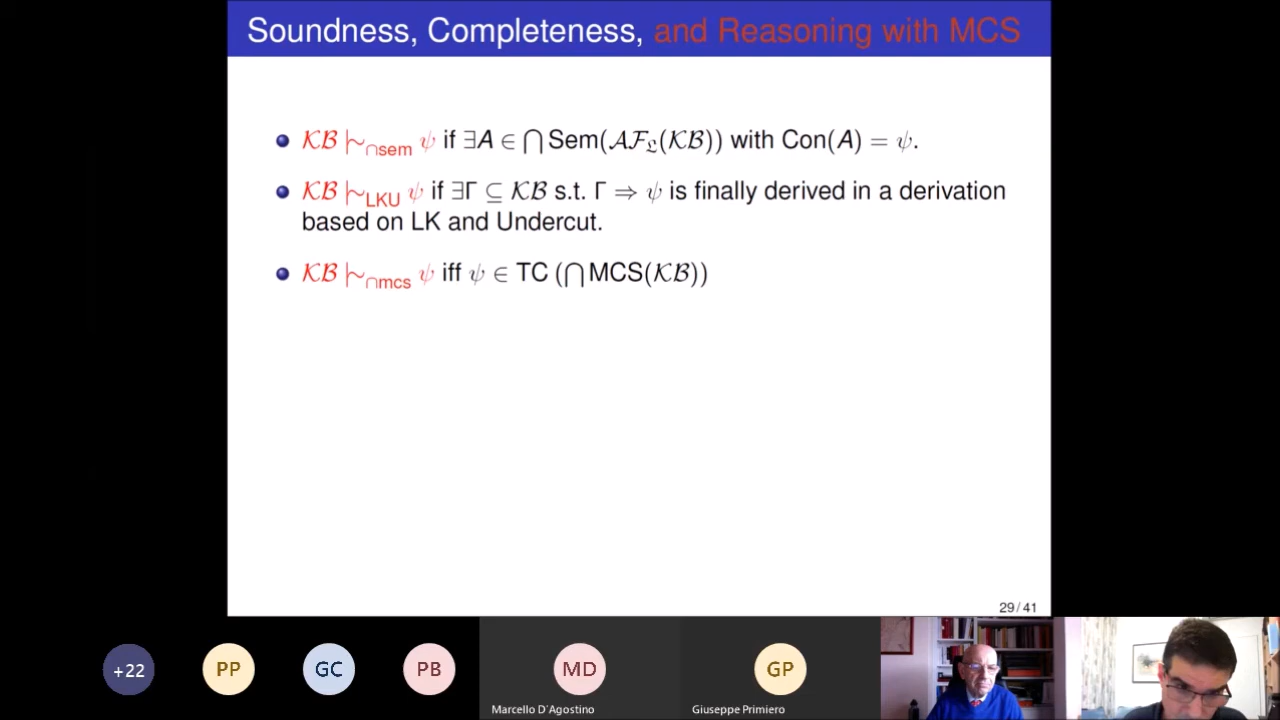 Soundness, Completeness, and Reasoning with MCS
𝒦ℬ |∼∩sem ψ if ∃A ∈ ⋂ Sem(𝒜ℱ𝔏(𝒦ℬ)) with Con(A) = ψ.
𝒦ℬ |∼LKU ψ if ∃Γ ⊆ 𝒦ℬ s.t. Γ ⇒ ψ is finally derived in a derivation
based on LK and Undercut.
𝒦ℬ |∼∩mcs ψ iff ψ ∈ TC (⋂ MCS(𝒦ℬ))
29/41
+22
PP
GC
PB
MD
GP
Marcello D´Agostino
Giuseppe Primiero